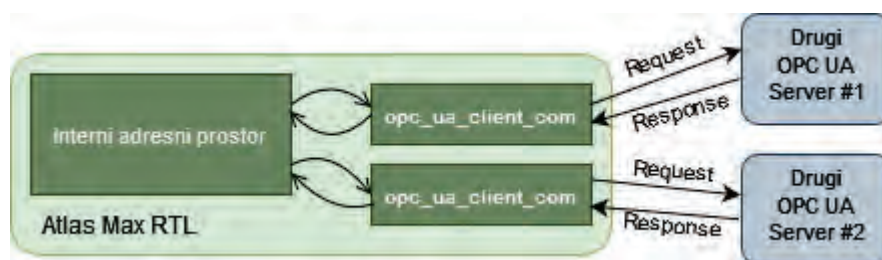 Interni adresni prostor
Atlas Max RTL
opc_ua_client_com
opc_ua_client_com
Request
Response
Request
Response
Drugi
OPC UA
Server #1
Drugi
OPC UA
Server #2